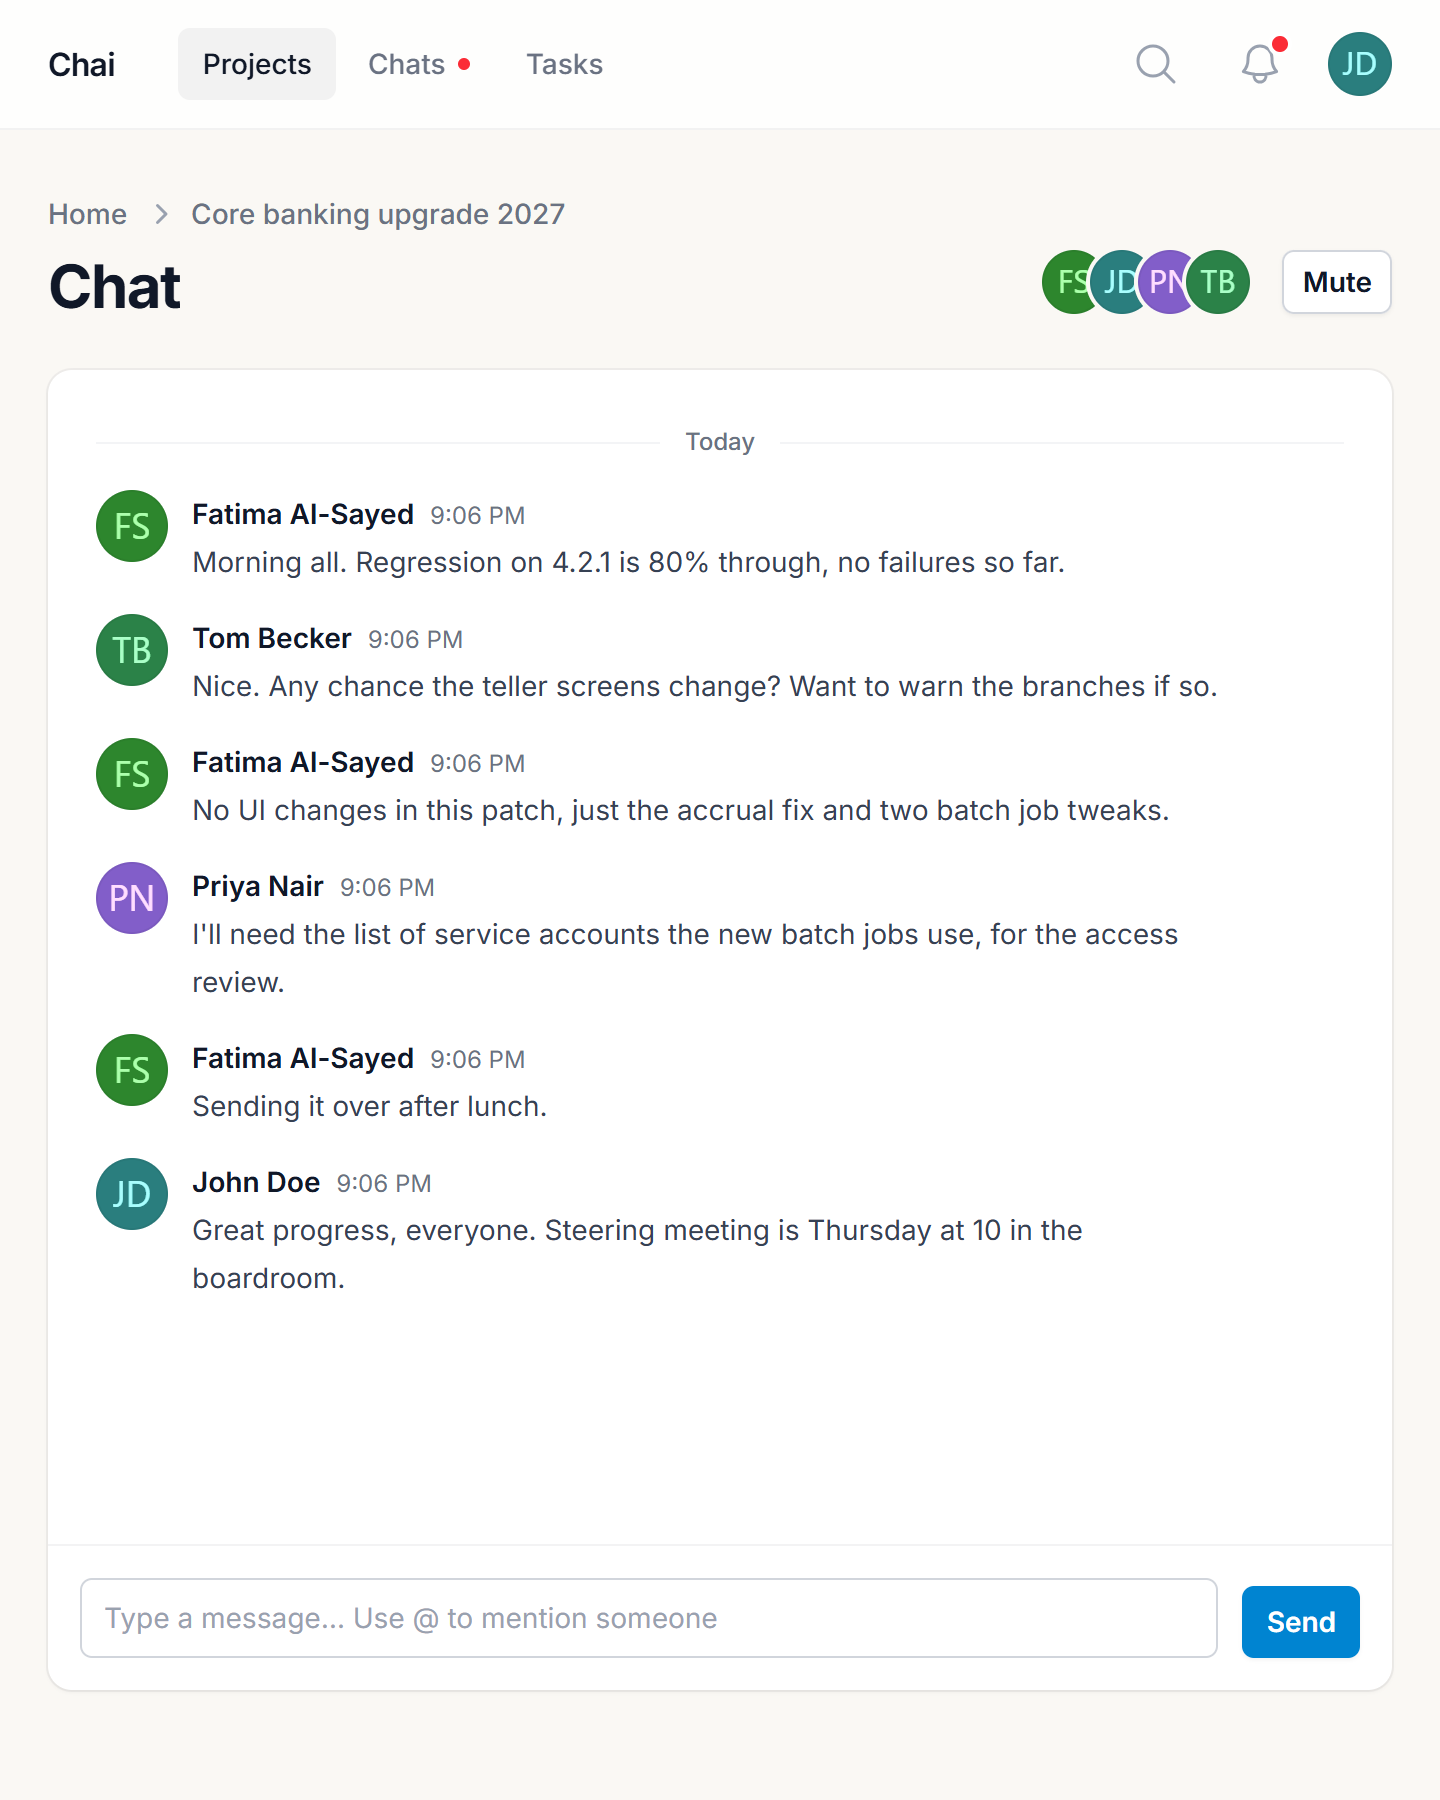 Chai
Projects
Chats
Tasks
JD
Home
Core banking upgrade 2027
Chat
FS
JD
PN
TB
Mute
Today
FS
Fatima Al-Sayed 9:06 PM
Morning all. Regression on 4.2.1 is 80% through, no failures so far.
TB
Tom Becker 9:06 PM
Nice. Any chance the teller screens change? Want to warn the branches if so.
FS
Fatima Al-Sayed 9:06 PM
No UI changes in this patch, just the accrual fix and two batch job tweaks.
PN
Priya Nair 9:06 PM
I'll need the list of service accounts the new batch jobs use, for the access
review.
FS
Fatima Al-Sayed 9:06 PM
Sending it over after lunch.
JD
John Doe 9:06 PM
Great progress, everyone. Steering meeting is Thursday at 10 in the
boardroom.
Type a message... Use @ to mention someone
Send